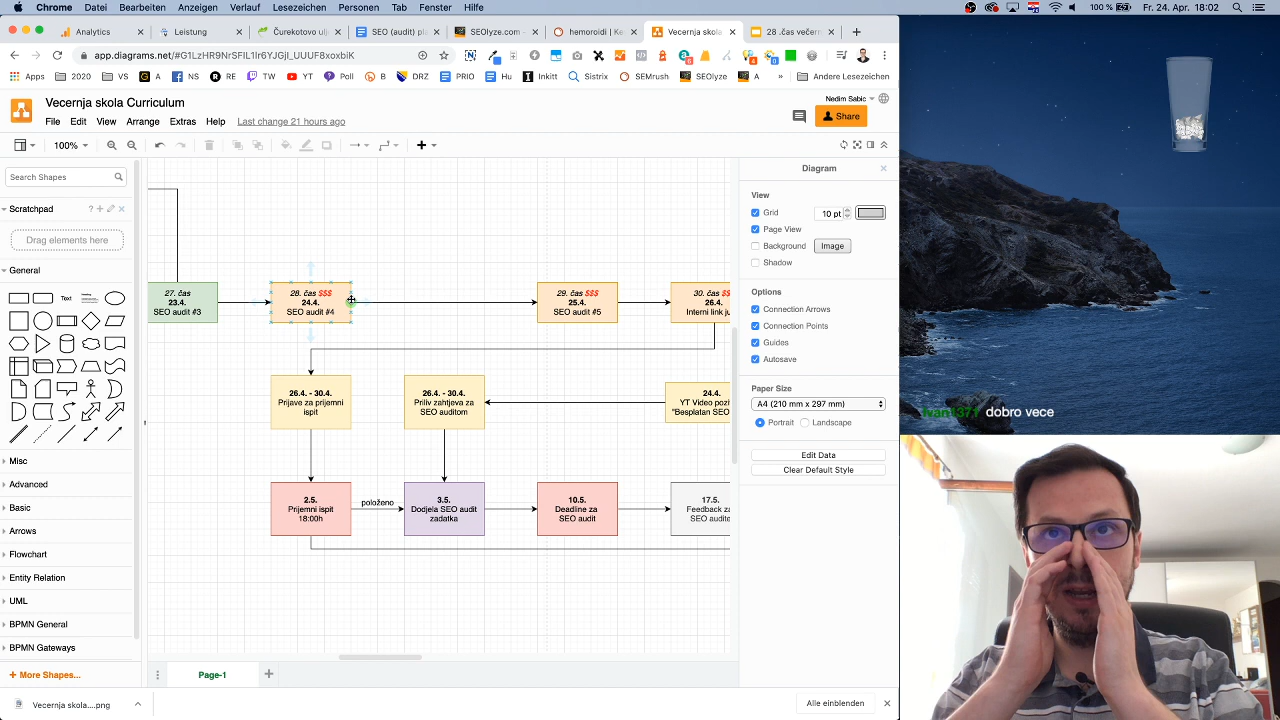 Chrome Datei Bearbeiten Anzeigen Verlauf Lesezeichen Personen Tab Fenster Hilfe 100 % Fr. 24. Apr. 18:02
Analytics
Leistung
Čurekotovo ulj
SEO (audit) pla
SEOlyze.com -
hemoroidi | Ke
Vecernja skola
28 .čas večern
app.diagrams.net/#G1LzHR9NrSFIL1Ir6YJGjI_UUSF8xoxbiK
Apps 2020 VS G A NS RE TW YT Poll B DRZ PRIO Hu Inkitt Sistrix SEMrush SEOlyze A » Andere Lesezeichen
Vecernja skola Curriculum
Nedim Sabic
File Edit View Arrange Extras Help Last change 21 hours ago
Share
100%
Search Shapes
Scratchpad
Drag elements here
General
Text
Misc
Advanced
Basic
Arrows
Flowchart
Entity Relation
UML
BPMN General
BPMN Gateways
+ More Shapes...
27. čas
23.4.
SEO audit #3
28. čas $$$
24.4.
SEO audit #4
29. čas $$$
25.4.
SEO audit #5
30. čas $$
26.4.
Interni link ju
26.4. - 30.4.
Prijave za prijemni
ispit
26.4. - 30.4.
Priliv zahtjeva za
SEO auditom
24.4.
YT Video pozi
"Besplatan SEO
2.5.
Prijemni ispit
18:00h
položeno
3.5.
Dodjela SEO audit
zadatka
10.5.
Deadline za
SEO audit
17.5.
Feedback za
SEO audite
Diagram
View
Grid 10 pt
Page View
Background Image
Shadow
Options
Connection Arrows
Connection Points
Guides
Autosave
Paper Size
A4 (210 mm x 297 mm)
Portrait Landscape
Edit Data
Clear Default Style
Page-1
Vecernja skola....png
Alle einblenden
ivan1371 dobro vece